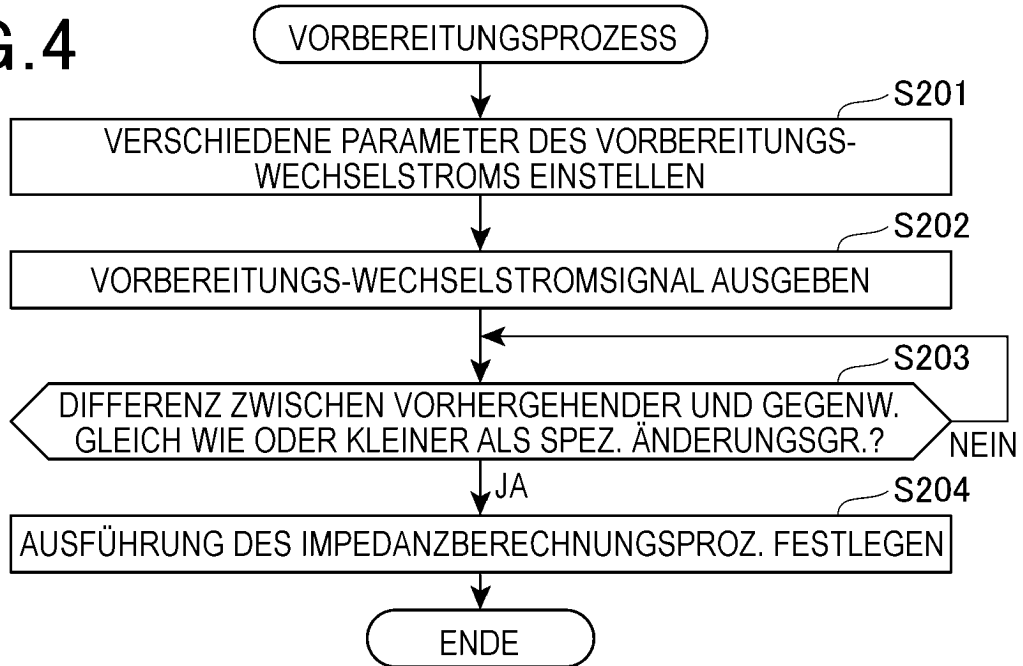 G.4
VORBEREITUNGSPROZESS
S201
VERSCHIEDENE PARAMETER DES VORBEREITUNGS-
WECHSELSTROMS EINSTELLEN
S202
VORBEREITUNGS-WECHSELSTROMSIGNAL AUSGEBEN
S203
DIFFERENZ ZWISCHEN VORHERGEHENDER UND GEGENW.
GLEICH WIE ODER KLEINER ALS SPEZ. ÄNDERUNGSGR.?
NEIN
JA
S204
AUSFÜHRUNG DES IMPEDANZBERECHNUNGSPROZ. FESTLEGEN
ENDE